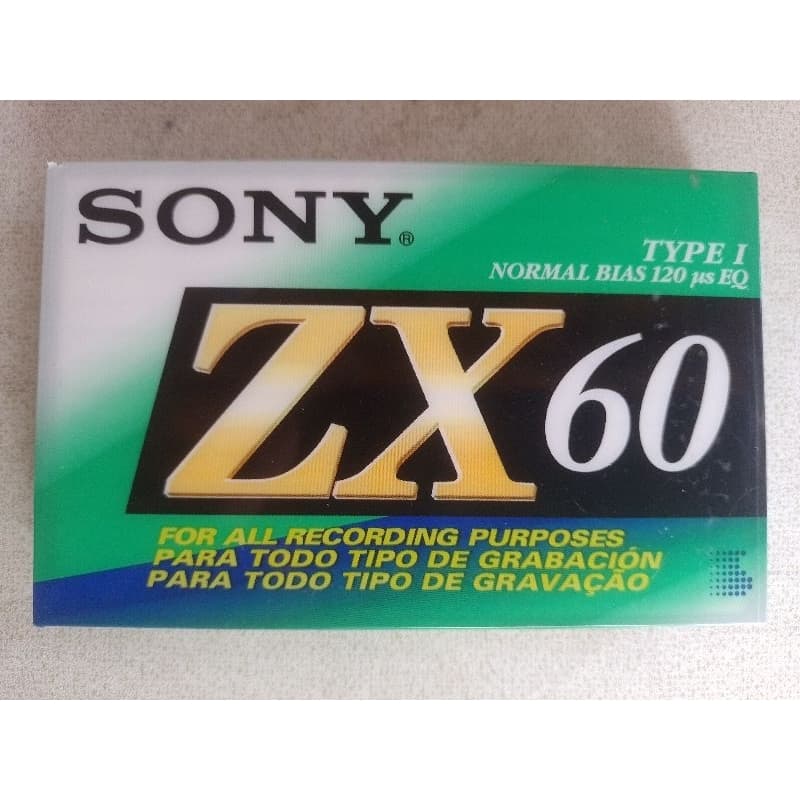 SONY®
TYPE I
NORMAL BIAS 120 µs EQ
ZX 60
FOR ALL RECORDING PURPOSES
PARA TODO TIPO DE GRABACIÓN
PARA TODO TIPO DE GRAVAÇÃO